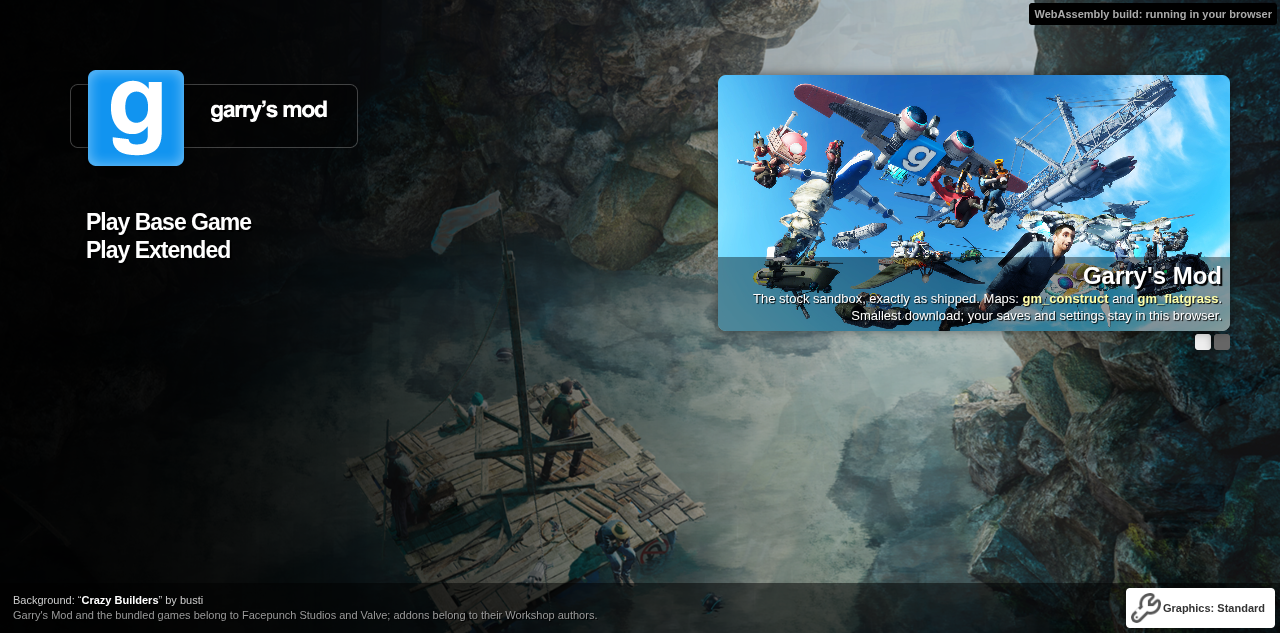 WebAssembly build: running in your browser
g
garry's mod
Play Base Game
Play Extended
g
Garry's Mod
The stock sandbox, exactly as shipped. Maps: gm_construct and gm_flatgrass.
Smallest download; your saves and settings stay in this browser.
Background: “Crazy Builders” by busti
Garry's Mod and the bundled games belong to Facepunch Studios and Valve; addons belong to their Workshop authors.
Graphics: Standard